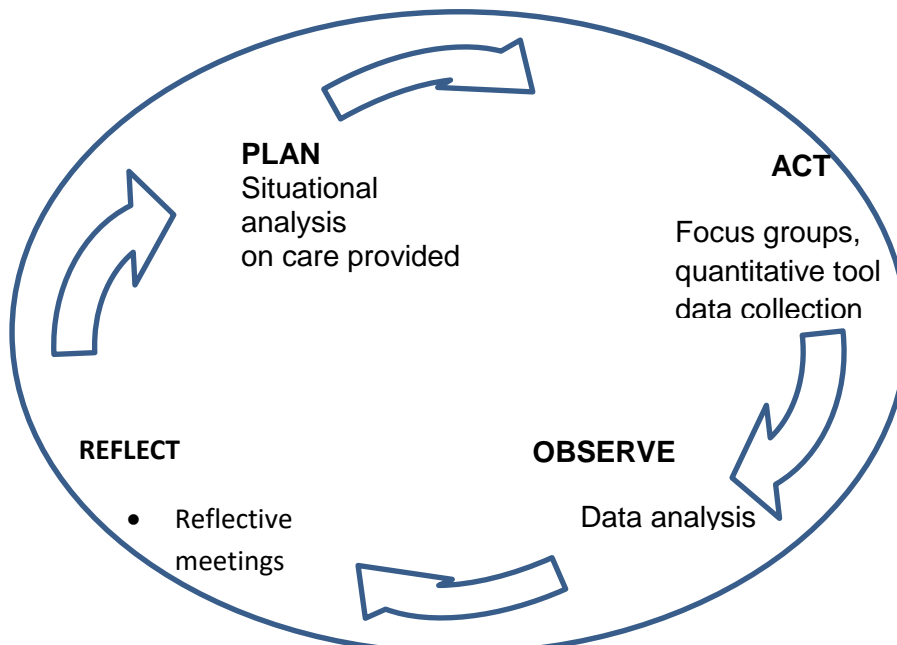 PLAN
Situational
analysis
on care provided
ACT
Focus groups,
quantitative tool
data collection
OBSERVE
Data analysis
REFLECT
• Reflective
meetings